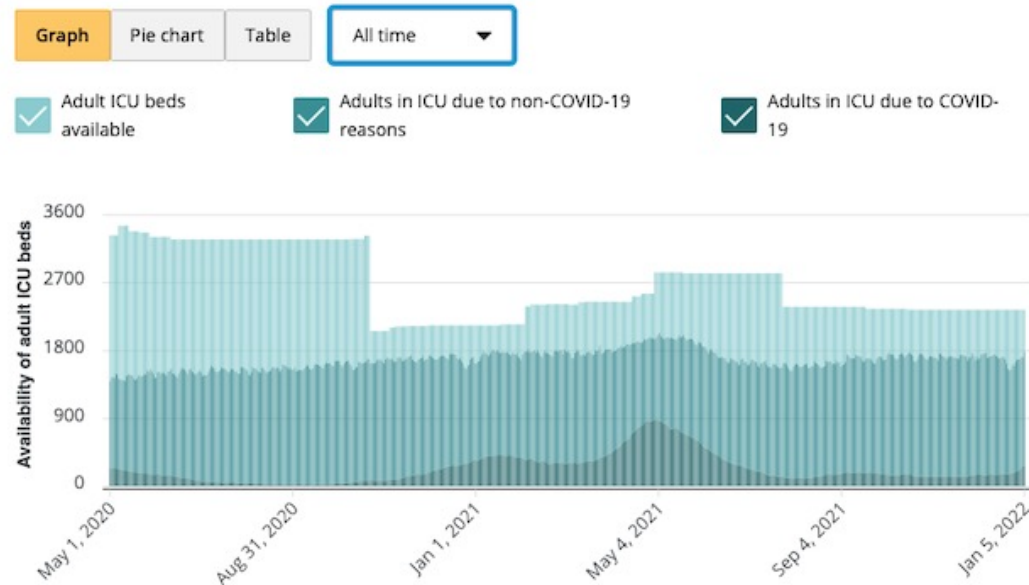 Graph Pie chart Table All time
Adult ICU beds
available
Adults in ICU due to non-COVID-19
reasons
Adults in ICU due to COVID-
19
Availability of adult ICU beds
3600
2700
1800
900
0
May 1, 2020
Aug 31, 2020
Jan 1, 2021
May 4, 2021
Sep 4, 2021
Jan 5, 2022